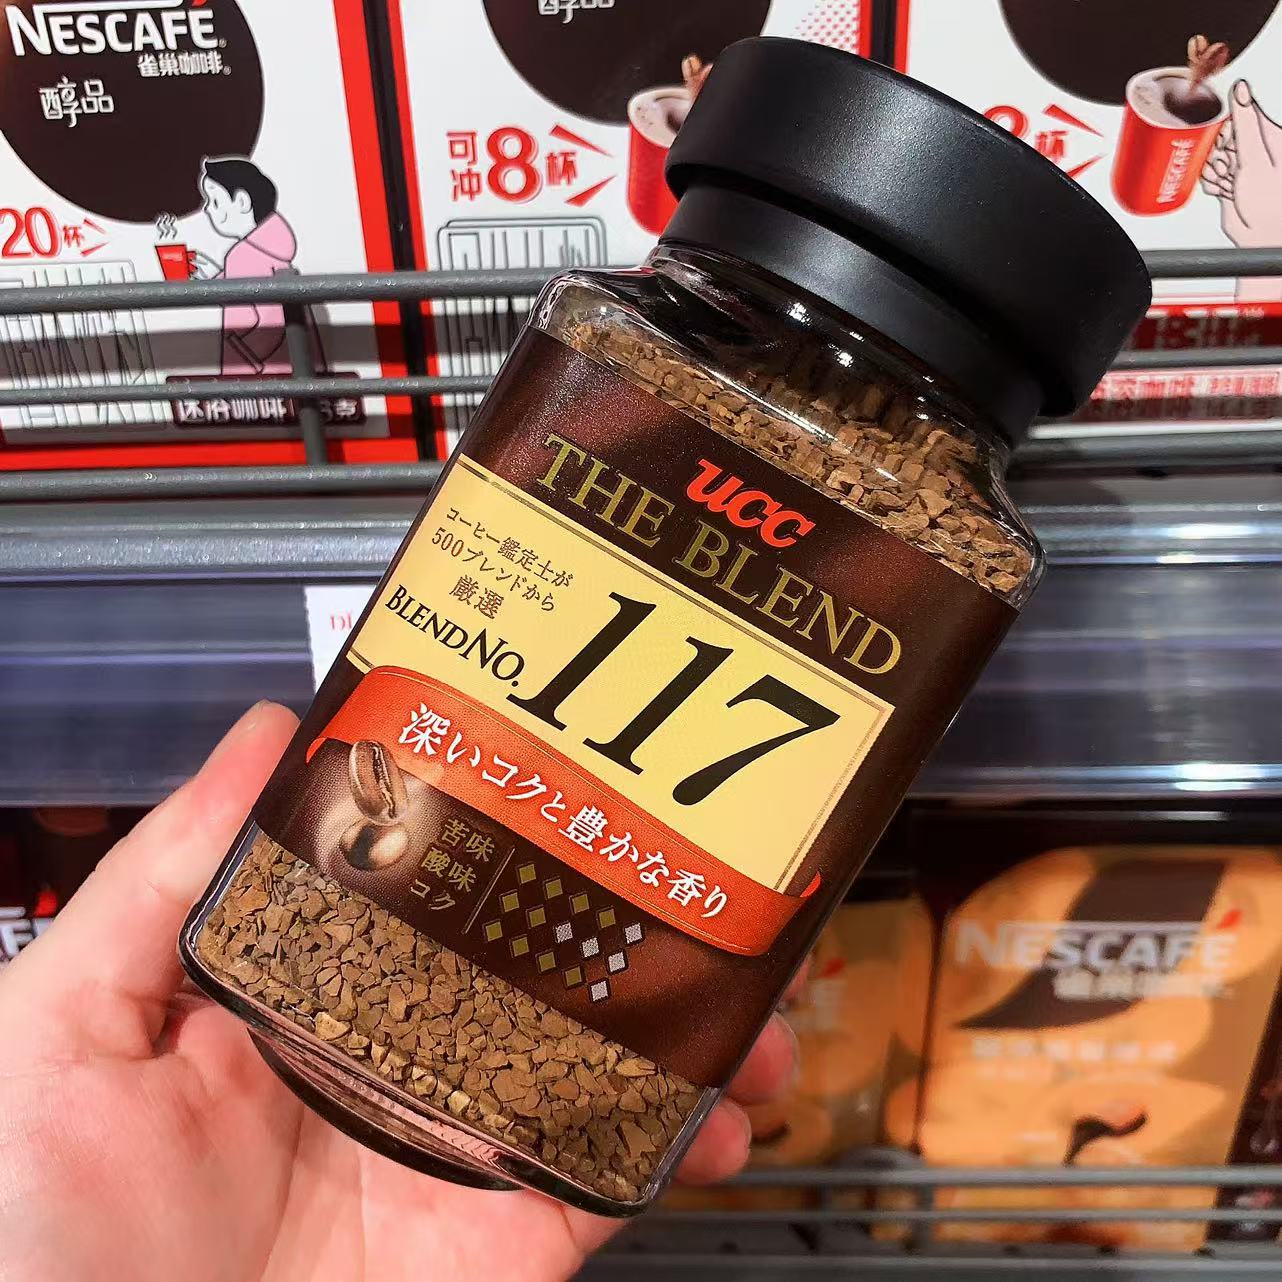 NESCAFÉ
雀巢咖啡
醇品
20杯
可冲8杯
NESCAFÉ
ucc
THE BLEND
コーヒー鑑定士が
500ブレンドから
厳選
BLEND NO.
117
深いコクと豊かな香り
苦味
酸味
コク
NESCAFÉ
雀巢咖啡